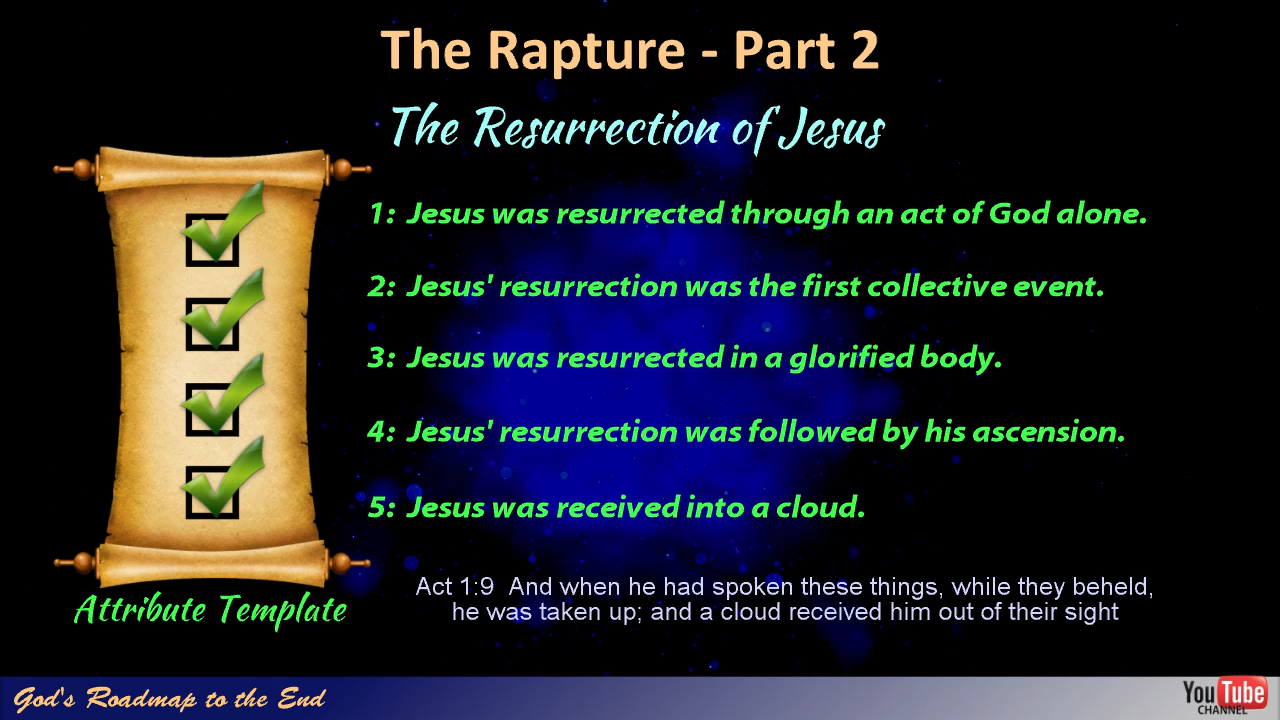 The Rapture - Part 2
The Resurrection of Jesus
1: Jesus was resurrected through an act of God alone.
2: Jesus' resurrection was the first collective event.
3: Jesus was resurrected in a glorified body.
4: Jesus' resurrection was followed by his ascension.
5: Jesus was received into a cloud.
Act 1:9 And when he had spoken these things, while they beheld,
he was taken up; and a cloud received him out of their sight
Attribute Template
God's Roadmap to the End
YouTube
CHANNEL